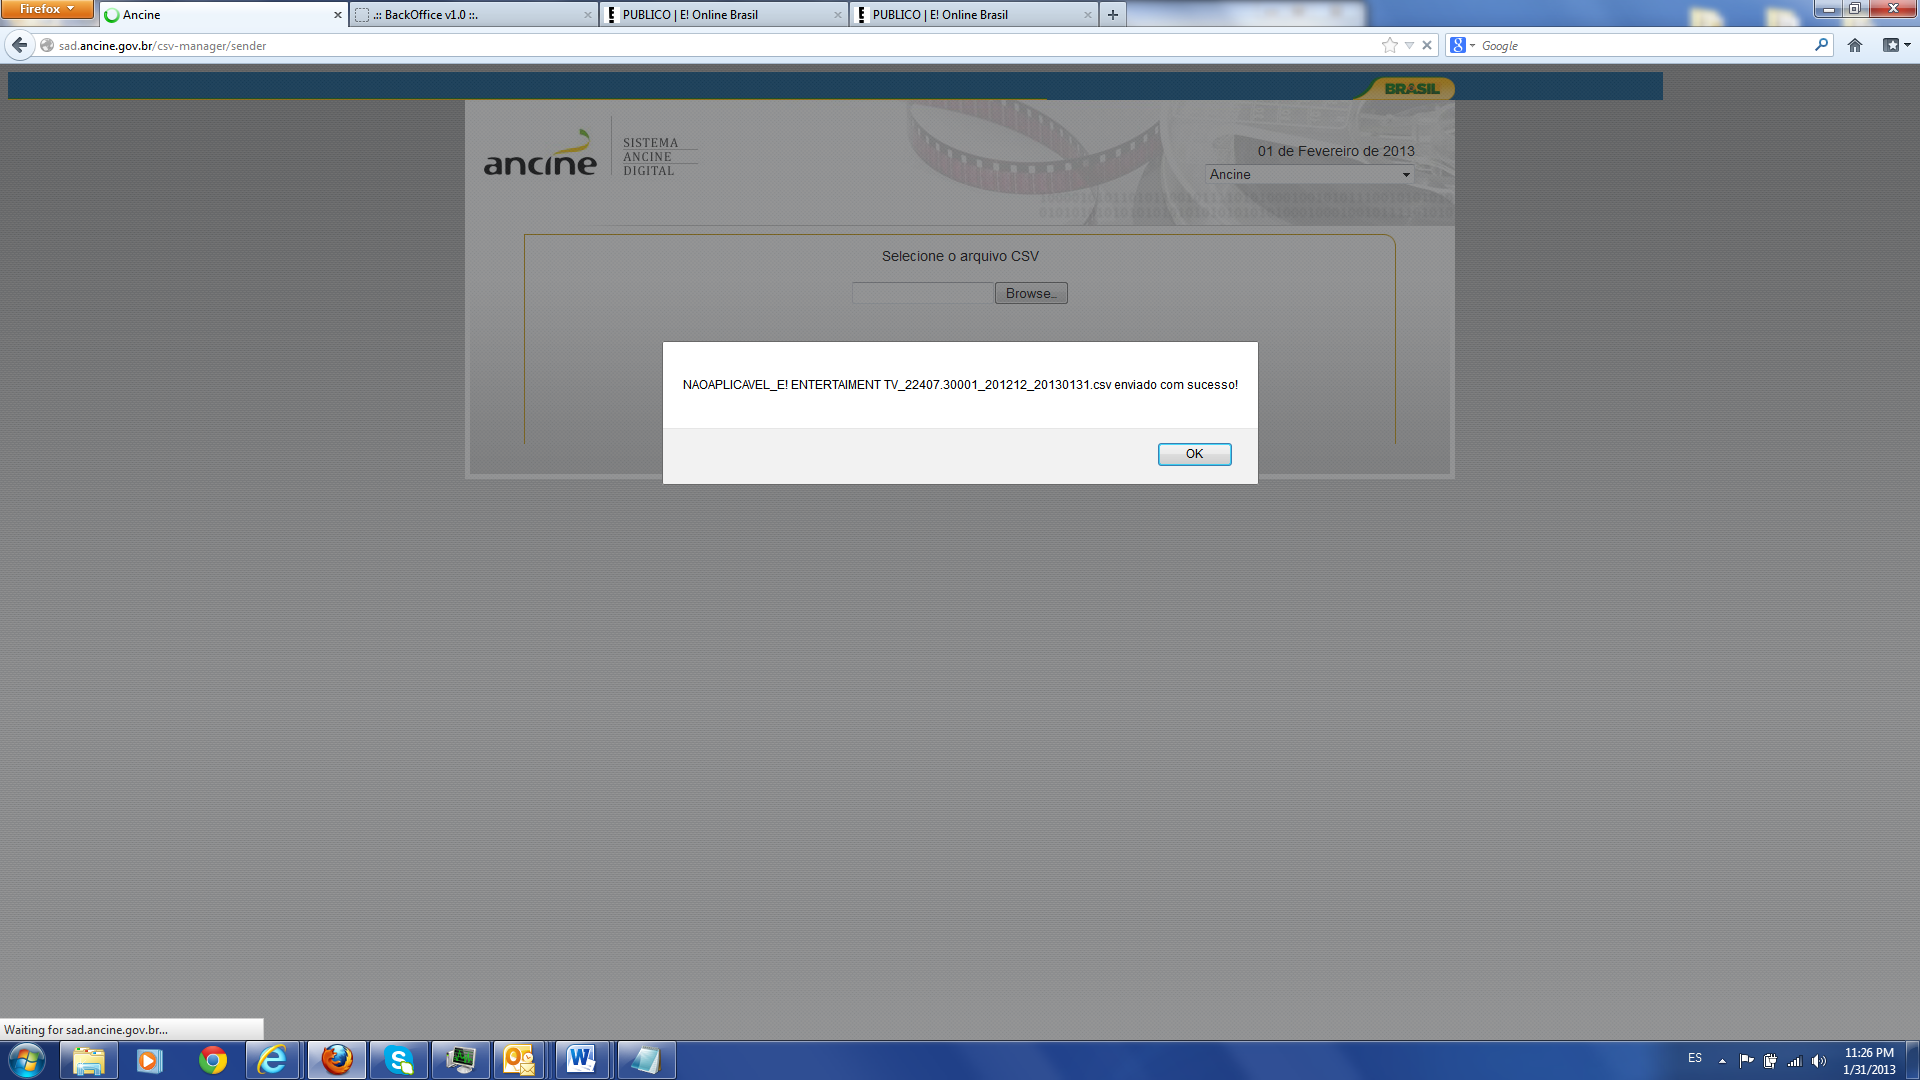 Firefox
Ancine
.:: BackOffice v1.0 ::.
PUBLICO | E! Online Brasil
PUBLICO | E! Online Brasil
sad.ancine.gov.br/csv-manager/sender
Google
BRASIL
ancine
SISTEMA
ANCINE
DIGITAL
01 de Fevereiro de 2013
Ancine
Selecione o arquivo CSV
Browse...
NAOAPLICAVEL_E! ENTERTAIMENT TV_22407.30001_201212_20130131.csv enviado com sucesso!
OK
Waiting for sad.ancine.gov.br...
ES
11:26 PM
1/31/2013